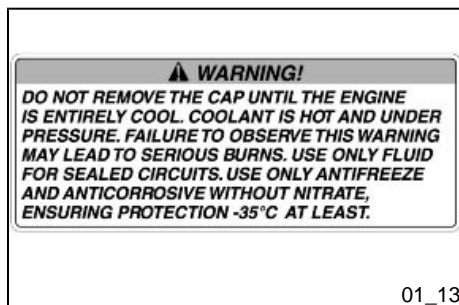 WARNING!
DO NOT REMOVE THE CAP UNTIL THE ENGINE
IS ENTIRELY COOL. COOLANT IS HOT AND UNDER
PRESSURE. FAILURE TO OBSERVE THIS WARNING
MAY LEAD TO SERIOUS BURNS. USE ONLY FLUID
FOR SEALED CIRCUITS. USE ONLY ANTIFREEZE
AND ANTICORROSIVE WITHOUT NITRATE,
ENSURING PROTECTION -35°C AT LEAST.
01_13